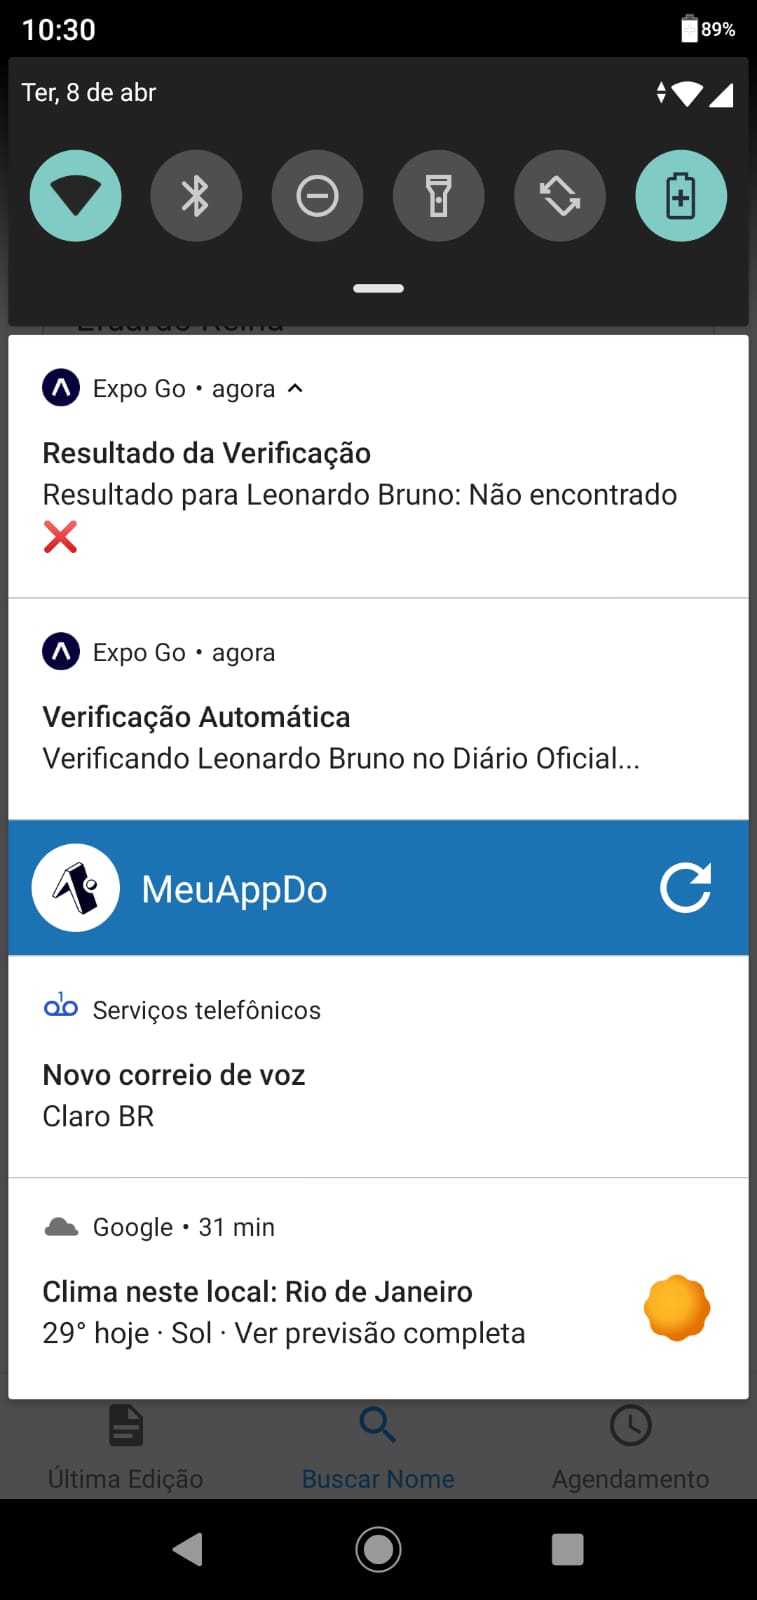 10:30
89%
Ter, 8 de abr
Expo Go • agora
Resultado da Verificação
Resultado para Leonardo Bruno: Não encontrado
❌
Expo Go • agora
Verificação Automática
Verificando Leonardo Bruno no Diário Oficial...
MeuAppDo
Serviços telefônicos
Novo correio de voz
Claro BR
Google • 31 min
Clima neste local: Rio de Janeiro
29° hoje · Sol · Ver previsão completa
Última Edição
Buscar Nome
Agendamento